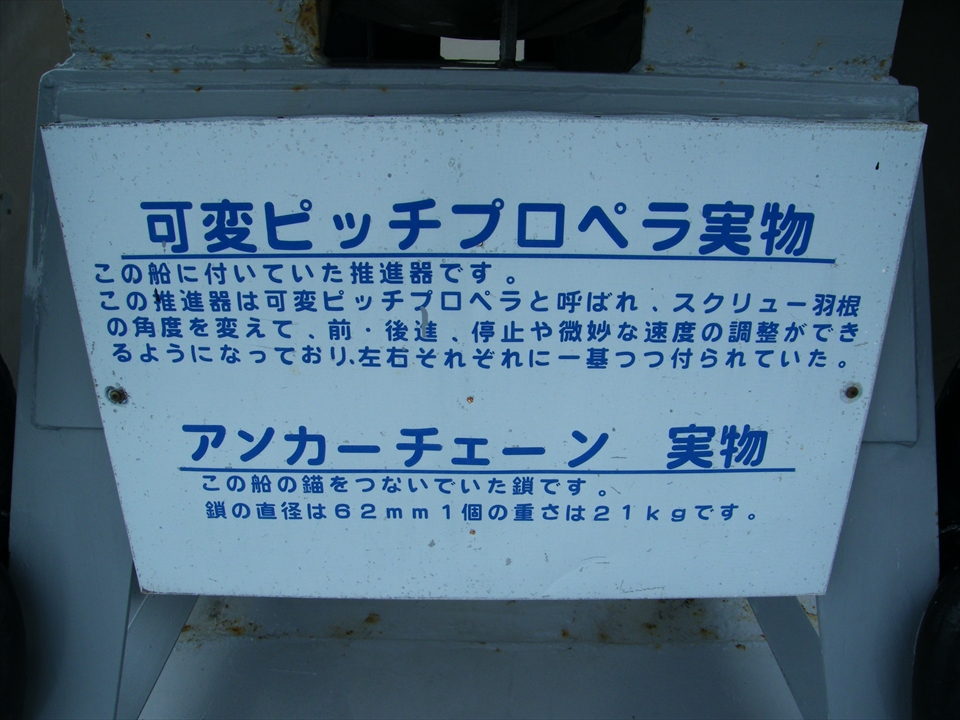 可変ピッチプロペラ実物
この船に付いていた推進器です。
この推進器は可変ピッチプロペラと呼ばれ、スクリュー羽根
の角度を変えて、前・後進、停止や微妙な速度の調整ができ
るようになっており､左右それぞれに一基つつ付られていた。
アンカーチェーン　実物
この船の錨をつないでいた鎖です。
鎖の直径は６２ｍｍ１個の重さは２１ｋｇです。